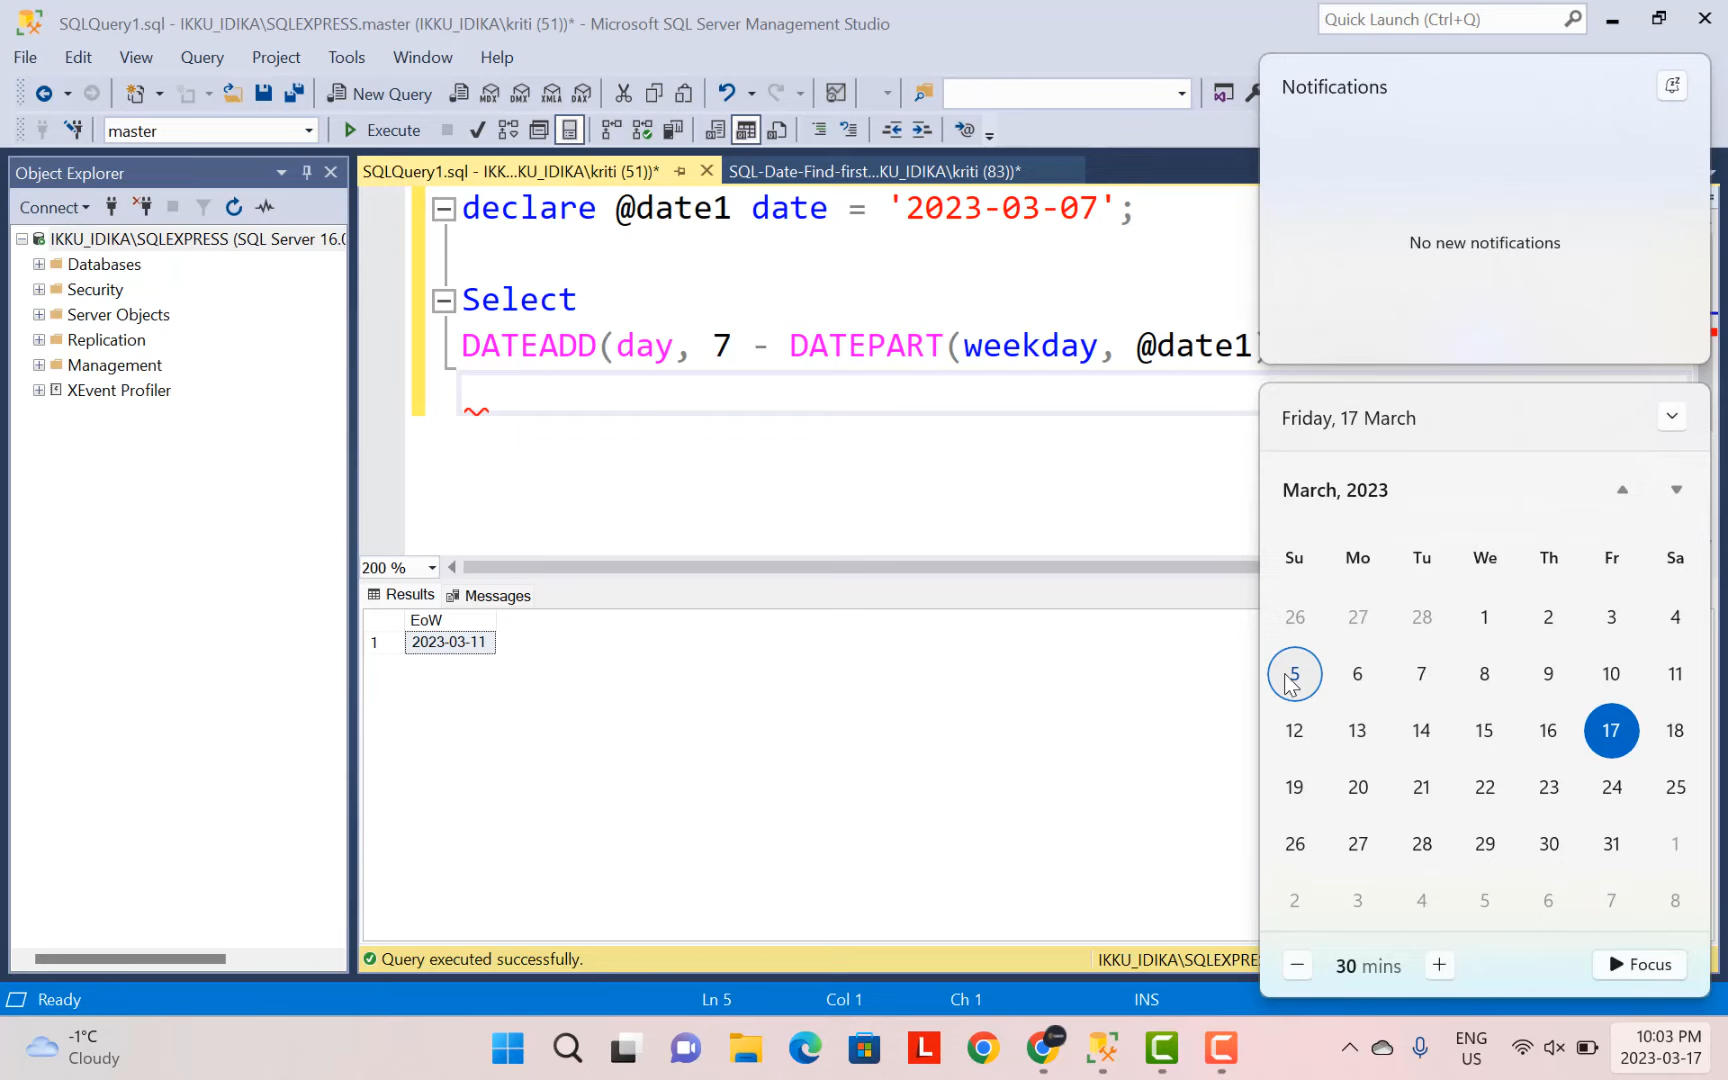 SQLQuery1.sql - IKKU_IDIKA\SQLEXPRESS.master (IKKU_IDIKA\kriti (51))* - Microsoft SQL Server Management Studio
Quick Launch (Ctrl+Q)
File Edit View Query Project Tools Window Help
New Query MDX DMX XMLA DAX
master Execute
Object Explorer
Connect
IKKU_IDIKA\SQLEXPRESS (SQL Server 16.0
Databases
Security
Server Objects
Replication
Management
XEvent Profiler
SQLQuery1.sql - IKK...KU_IDIKA\kriti (51))* SQL-Date-Find-first...KU_IDIKA\kriti (83))*
declare @date1 date = '2023-03-07';
Select
DATEADD(day, 7 - DATEPART(weekday, @date1)
200 %
Results Messages
EoW
1 2023-03-11
Query executed successfully. IKKU_IDIKA\SQLEXPRE
Ready Ln 5 Col 1 Ch 1 INS
Notifications
No new notifications
Friday, 17 March
March, 2023
Su Mo Tu We Th Fr Sa
26 27 28 1 2 3 4
5 6 7 8 9 10 11
12 13 14 15 16 17 18
19 20 21 22 23 24 25
26 27 28 29 30 31 1
2 3 4 5 6 7 8
30 mins Focus
-1°C
Cloudy
L
ENG
US
10:03 PM
2023-03-17